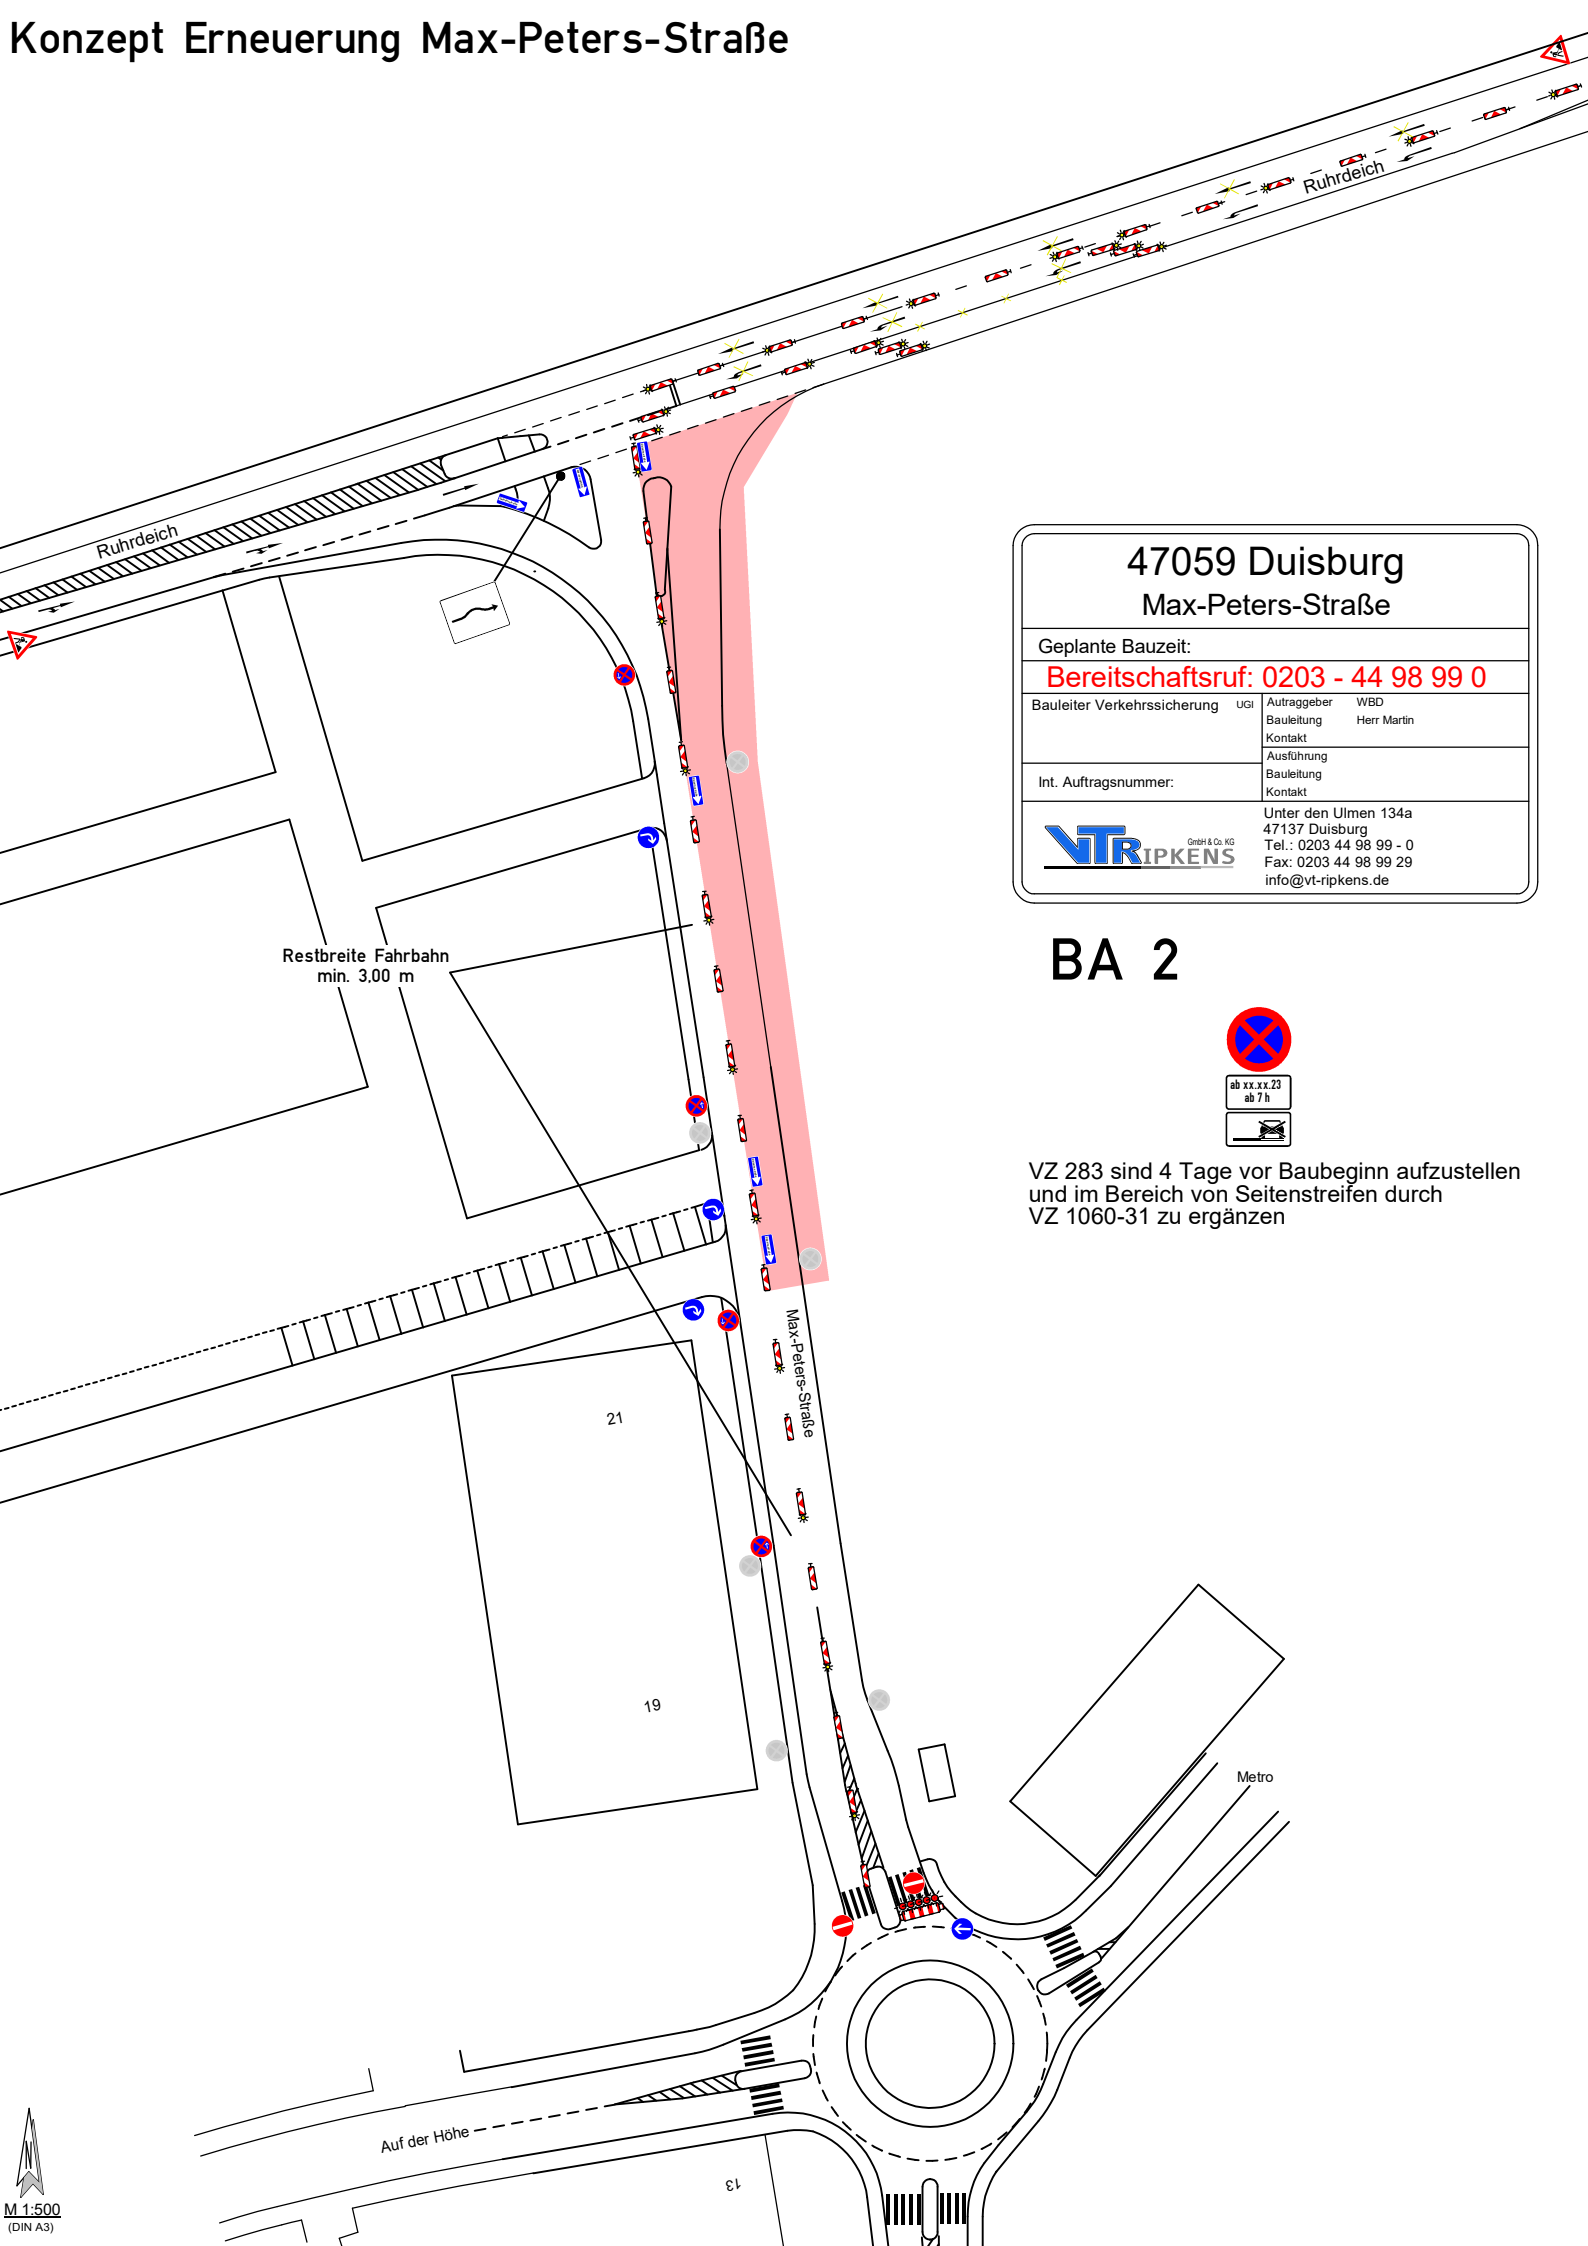 Konzept Erneuerung Max-Peters-Straße
Ruhrdeich
Ruhrdeich
47059 Duisburg
Max-Peters-Straße
Geplante Bauzeit:
Bereitschaftsruf: 0203 - 44 98 99 0
Bauleiter Verkehrssicherung UGI
Autraggeber WBD
Bauleitung Herr Martin
Kontakt
Ausführung
Bauleitung
Kontakt
Int. Auftragsnummer:
VTRIPKENS GmbH & Co. KG
Unter den Ulmen 134a
47137 Duisburg
Tel.: 0203 44 98 99 - 0
Fax: 0203 44 98 99 29
info@vt-ripkens.de
BA 2
ab xx.xx.23
ab 7 h
VZ 283 sind 4 Tage vor Baubeginn aufzustellen
und im Bereich von Seitenstreifen durch
VZ 1060-31 zu ergänzen
Restbreite Fahrbahn
min. 3,00 m
Max-Peters-Straße
21
19
Metro
Auf der Höhe
13
N
M 1:500
(DIN A3)